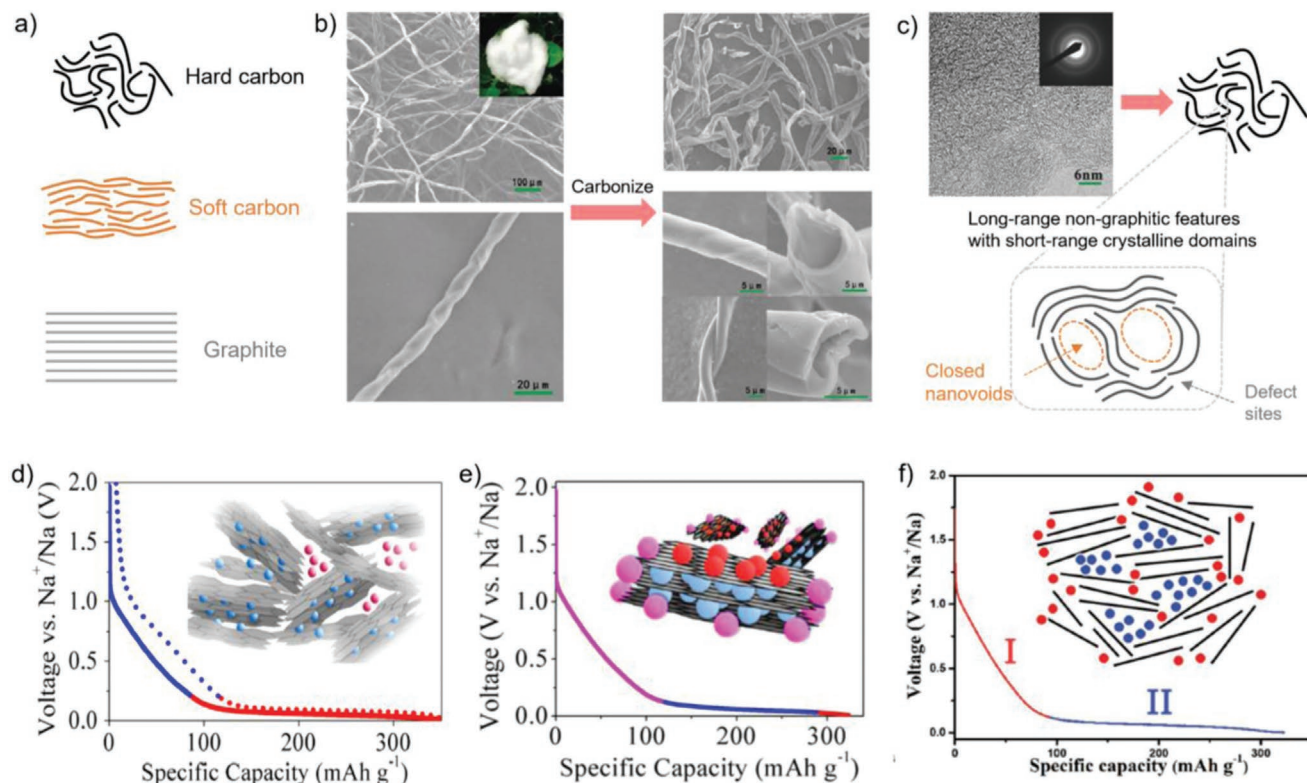 a)
Hard carbon
Soft carbon
Graphite
b)
100 μm
20 μm
Carbonize
20 μm
5 μm
5 μm
5 μm
5 μm
c)
6nm
Long-range non-graphitic features
with short-range crystalline domains
Closed
nanovoids
Defect
sites
d)
Voltage vs. Na⁺/Na (V)
2.0
1.5
1.0
0.5
0.0
0
100
200
300
Specific Capacity (mAh g⁻¹)
e)
Voltage (V vs. Na⁺/Na)
2.0
1.5
1.0
0.5
0.0
0
100
200
300
Specific Capacity (mAh g⁻¹)
f)
Voltage (V vs. Na⁺/Na)
2.0
1.5
1.0
0.5
0.0
I
II
0
100
200
300
Specific capacity (mAh g⁻¹)